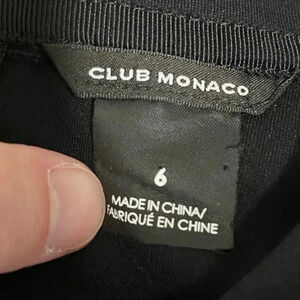 CLUB MONACO
6
MADE IN CHINA/
FABRIQUÉ EN CHINE